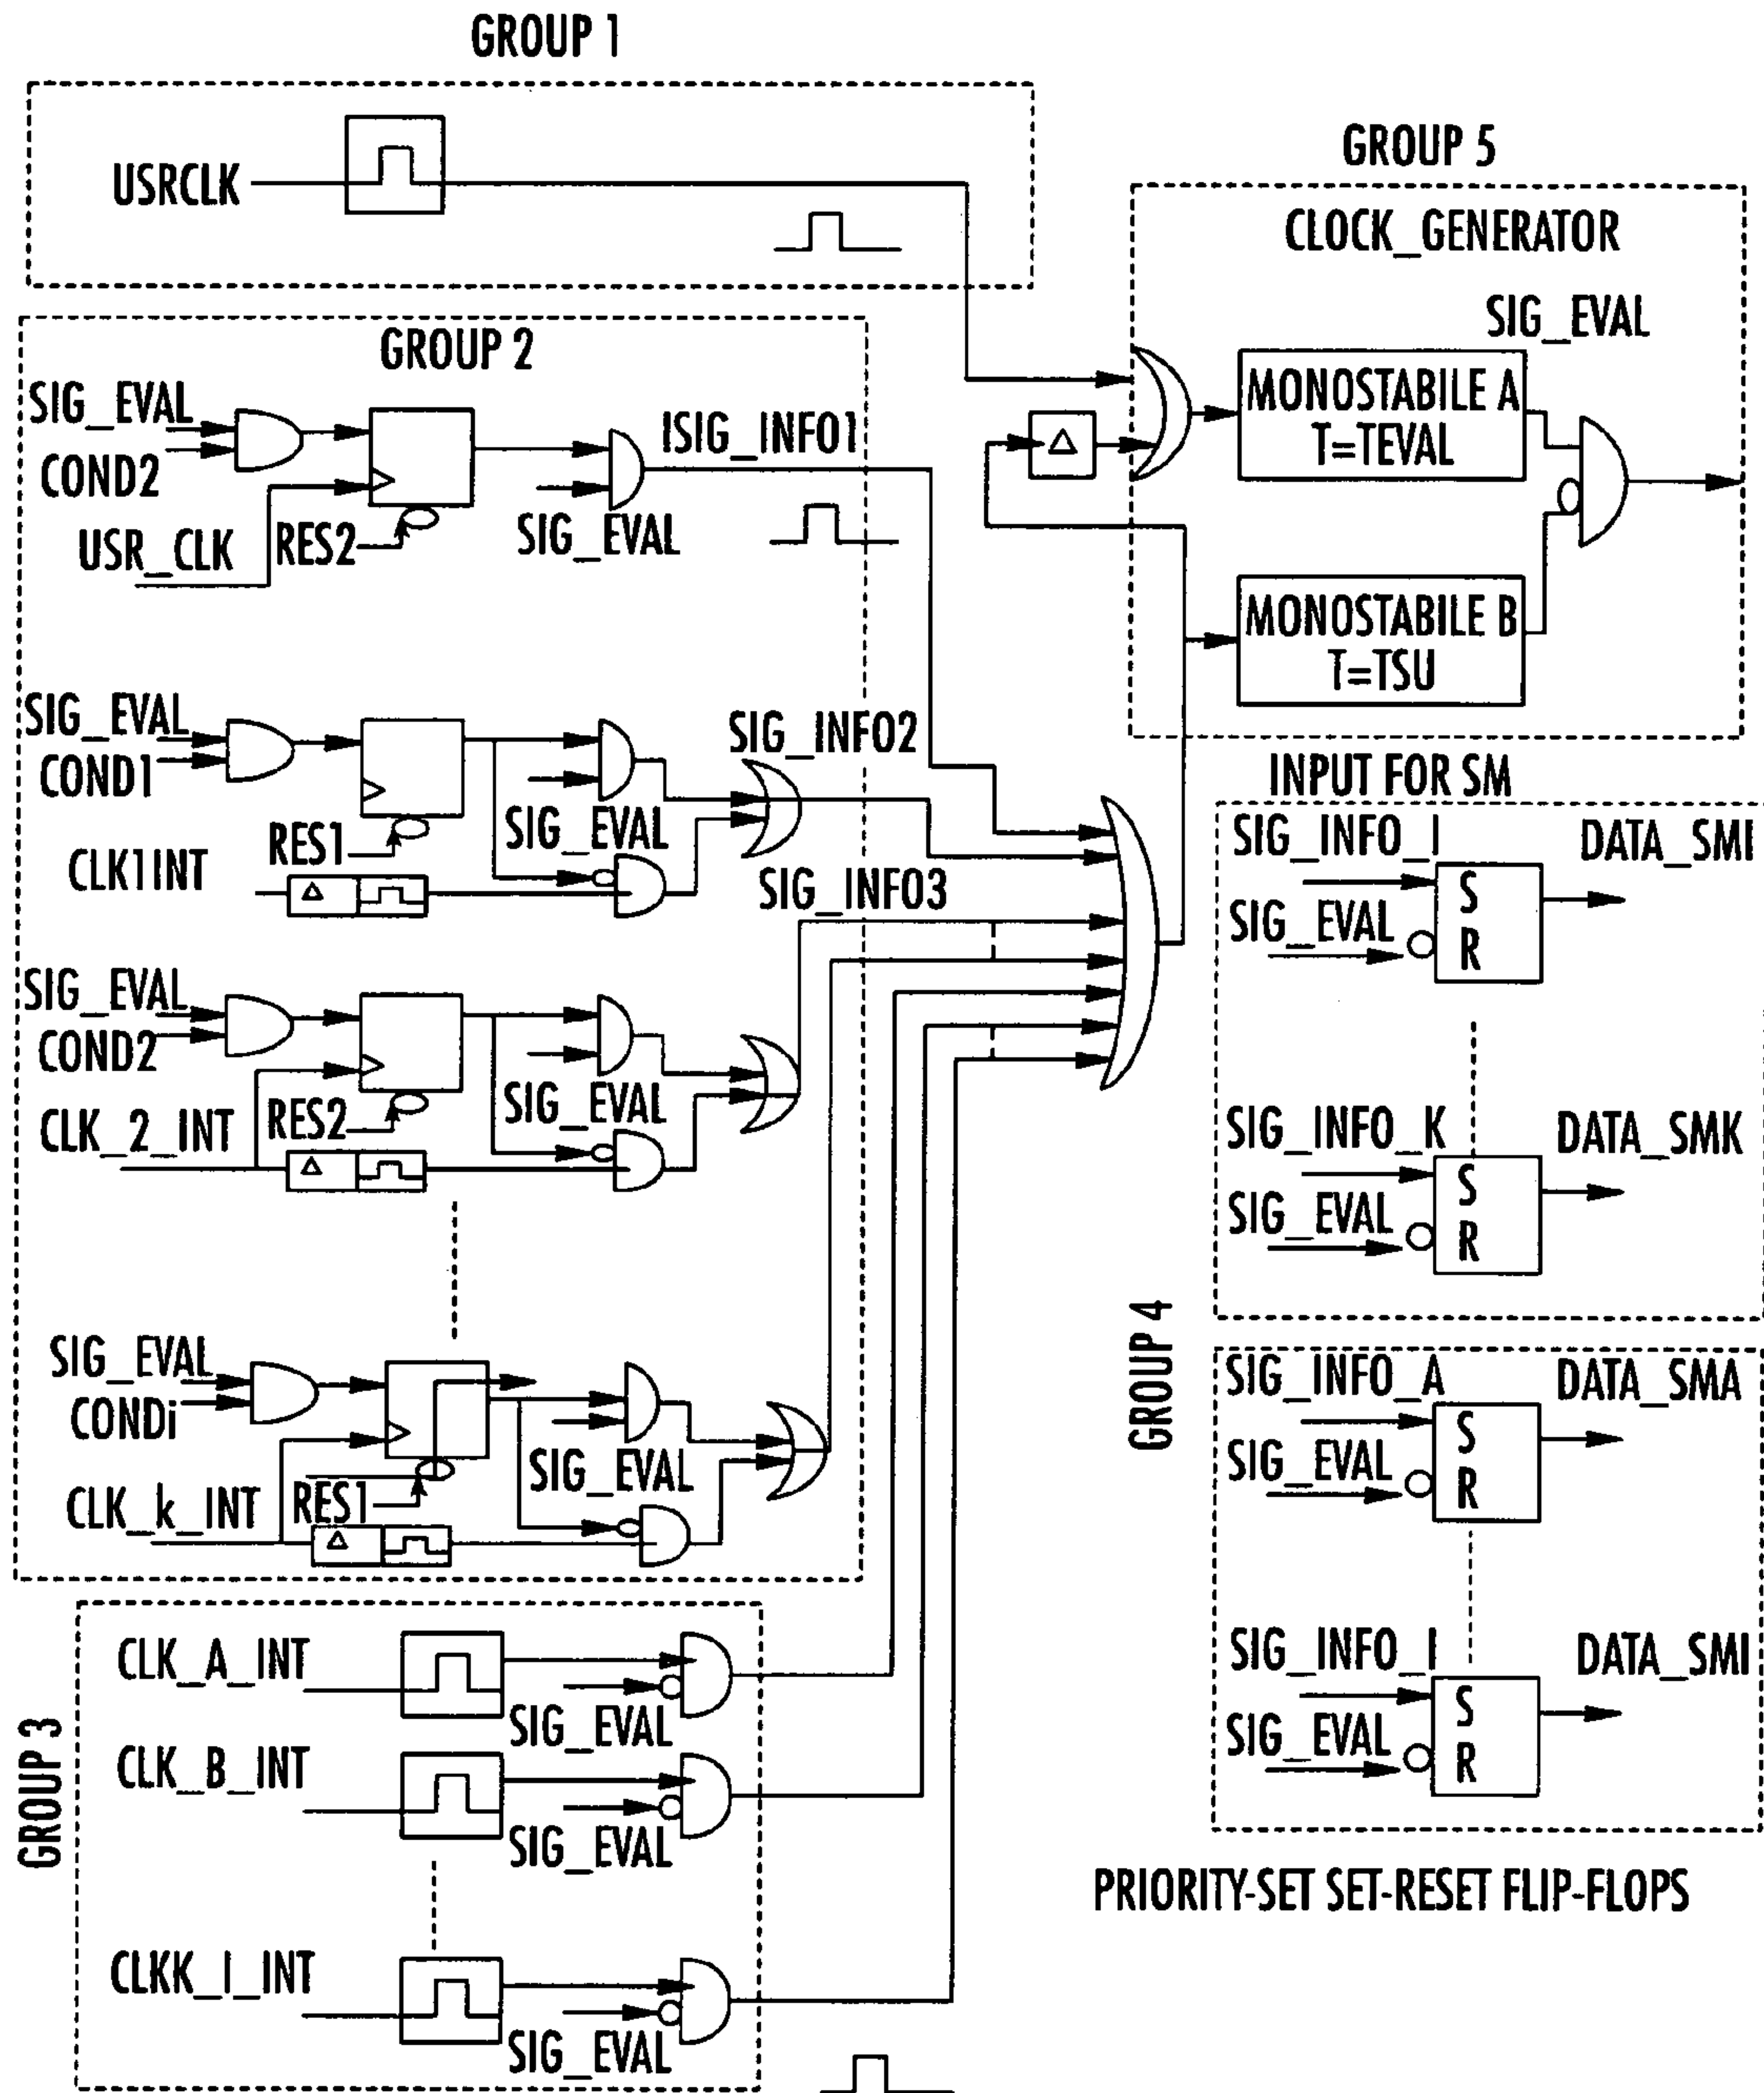 GROUP 1
USRCLK
GROUP 5
CLOCK_GENERATOR
SIG_EVAL
MONOSTABILE A
T=TEVAL
Δ
MONOSTABILE B
T=TSU
GROUP 2
SIG_EVAL
COND2
USR_CLK
RES2
SIG_EVAL
!SIG_INFO1
SIG_EVAL
COND1
CLK1INT
RES1
Δ
SIG_EVAL
SIG_INFO2
SIG_INFO3
SIG_EVAL
COND2
CLK_2_INT
RES2
Δ
SIG_EVAL
SIG_EVAL
CONDi
CLK_k_INT
RES1
Δ
SIG_EVAL
GROUP 3
CLK_A_INT
SIG_EVAL
CLK_B_INT
SIG_EVAL
CLKK_I_INT
SIG_EVAL
INPUT FOR SM
GROUP 4
SIG_INFO_I
SIG_EVAL
S
R
DATA_SMI
SIG_INFO_K
SIG_EVAL
S
R
DATA_SMK
SIG_INFO_A
SIG_EVAL
S
R
DATA_SMA
SIG_INFO_I
SIG_EVAL
S
R
DATA_SMI
PRIORITY-SET SET-RESET FLIP-FLOPS